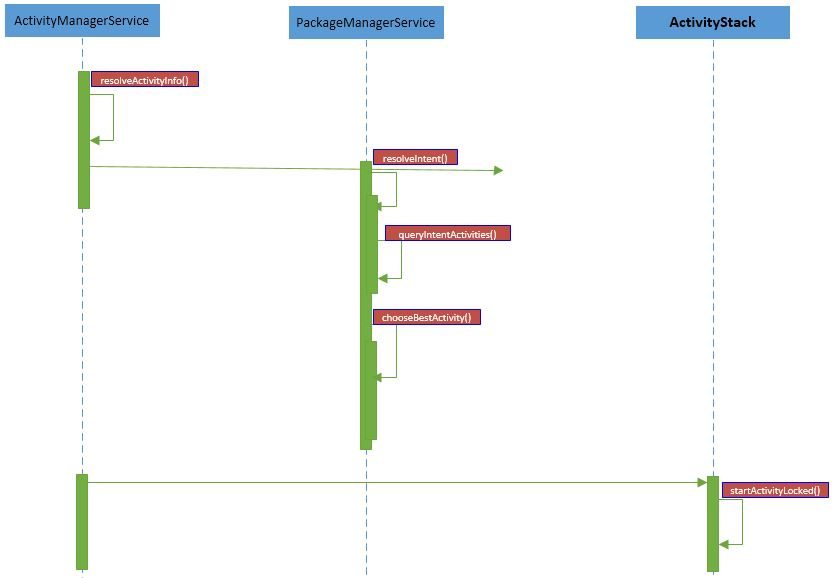 ActivityManagerService
PackageManagerService
ActivityStack
resolveActivityInfo()
resolveIntent()
queryIntentActivities()
chooseBestActivity()
startActivityLocked()